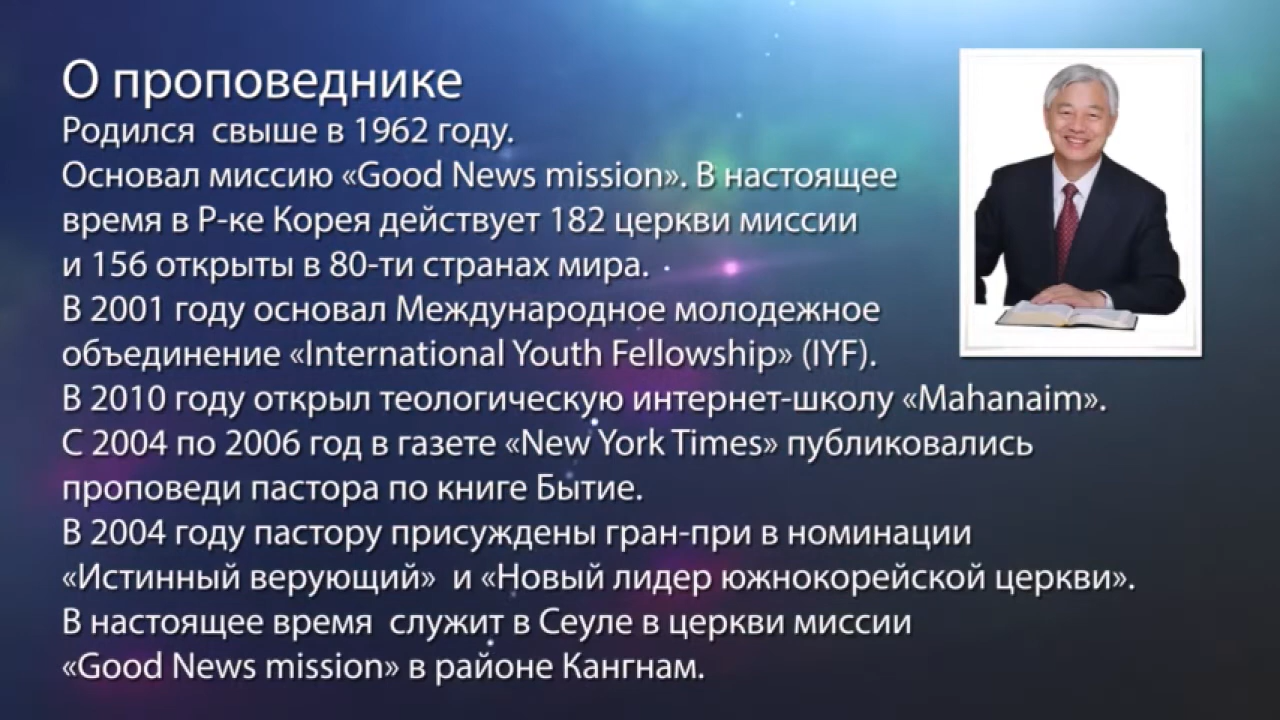 О проповеднике
Родился свыше в 1962 году.
Основал миссию «Good News mission». В настоящее
время в Р-ке Корея действует 182 церкви миссии
и 156 открыты в 80-ти странах мира.
В 2001 году основал Международное молодежное
объединение «International Youth Fellowship» (IYF).
В 2010 году открыл теологическую интернет-школу «Mahanaim».
С 2004 по 2006 год в газете «New York Times» публиковались
проповеди пастора по книге Бытие.
В 2004 году пастору присуждены гран-при в номинации
«Истинный верующий» и «Новый лидер южнокорейской церкви».
В настоящее время служит в Сеуле в церкви миссии
«Good News mission» в районе Кангнам.